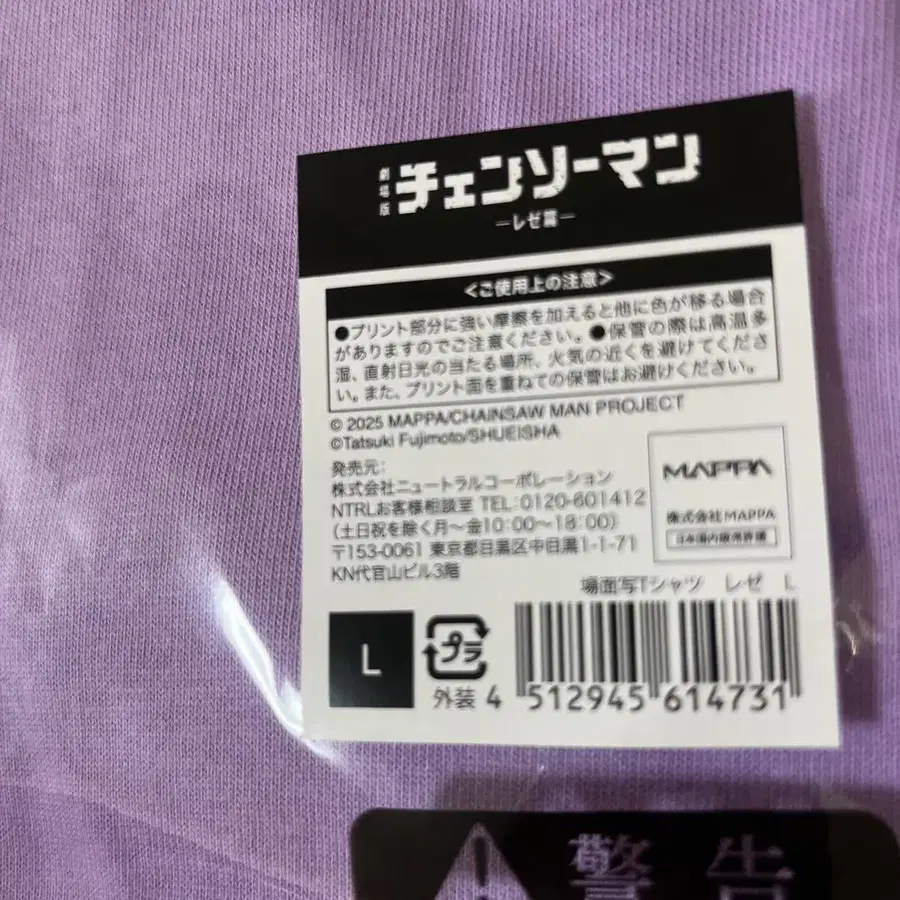 劇場版
チェンソーマン
―レゼ篇―
<ご使用上の注意>
●プリント部分に強い摩擦を加えると他に色が移る場合
がありますのでご注意ください。●保管の際は高温多
湿、直射日光の当たる場所、火気の近くを避けてくださ
い。また、プリント面を重ねての保管はお避けください。
© 2025 MAPPA/CHAINSAW MAN PROJECT
©Tatsuki Fujimoto/SHUEISHA
発売元:
株式会社ニュートラルコーポレーション
NTRLお客様相談室 TEL:0120-601412
(土日祝を除く月〜金10:00〜18:00)
〒153-0061 東京都目黒区中目黒1-1-71
KN代官山ビル3階
MAPPA
株式会社MAPPA
日本国内販売許諾
場面写Tシャツ レゼ L
L
プラ
外装
4 512945 614731
警告